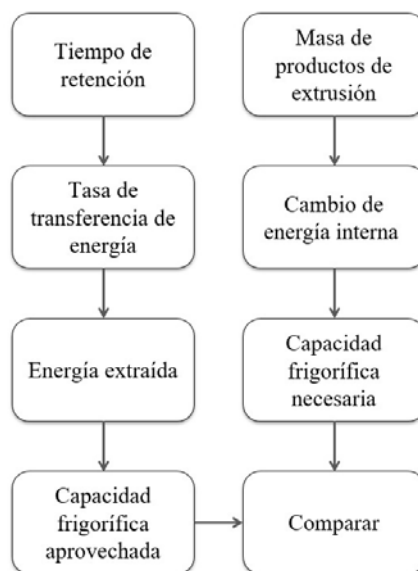 Tiempo de
retención
Tasa de
transferencia de
energía
Energía extraída
Capacidad
frigorífica
aprovechada
Masa de
productos de
extrusión
Cambio de
energía interna
Capacidad
frigorífica
necesaria
Comparar